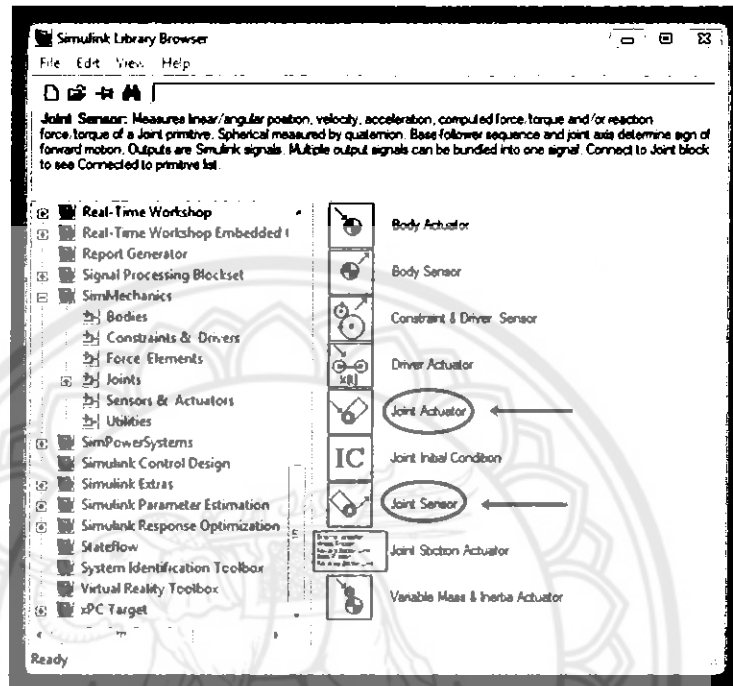 Simulink Library Browser
File Edit View Help
Joint Sensor: Measures linear/angular position, velocity, acceleration, computed force, torque and/or reaction
force, torque of a Joint primitive. Spherical measured by quaternion. Base follower sequence and joint axis determine sign of
forward motion. Outputs are Simulink signals. Multiple output signals can be bundled into one signal. Connect to Joint block
to see Connected to primitive list.
Real-Time Workshop
Real-Time Workshop Embedded
Report Generator
Signal Processing Blockset
SimMechanics
Bodies
Constraints & Drivers
Force Elements
Joints
Sensors & Actuators
Utilities
SimPowerSystems
Simulink Control Design
Simulink Extras
Simulink Parameter Estimation
Simulink Response Optimization
Stateflow
System Identification Toolbox
Virtual Reality Toolbox
xPC Target
Body Actuator
Body Sensor
Constraint & Driver Sensor
Driver Actuator
Joint Actuator
IC Joint Initial Condition
Joint Sensor
Joint Stiction Actuator
Variable Mass & Inertia Actuator
Ready